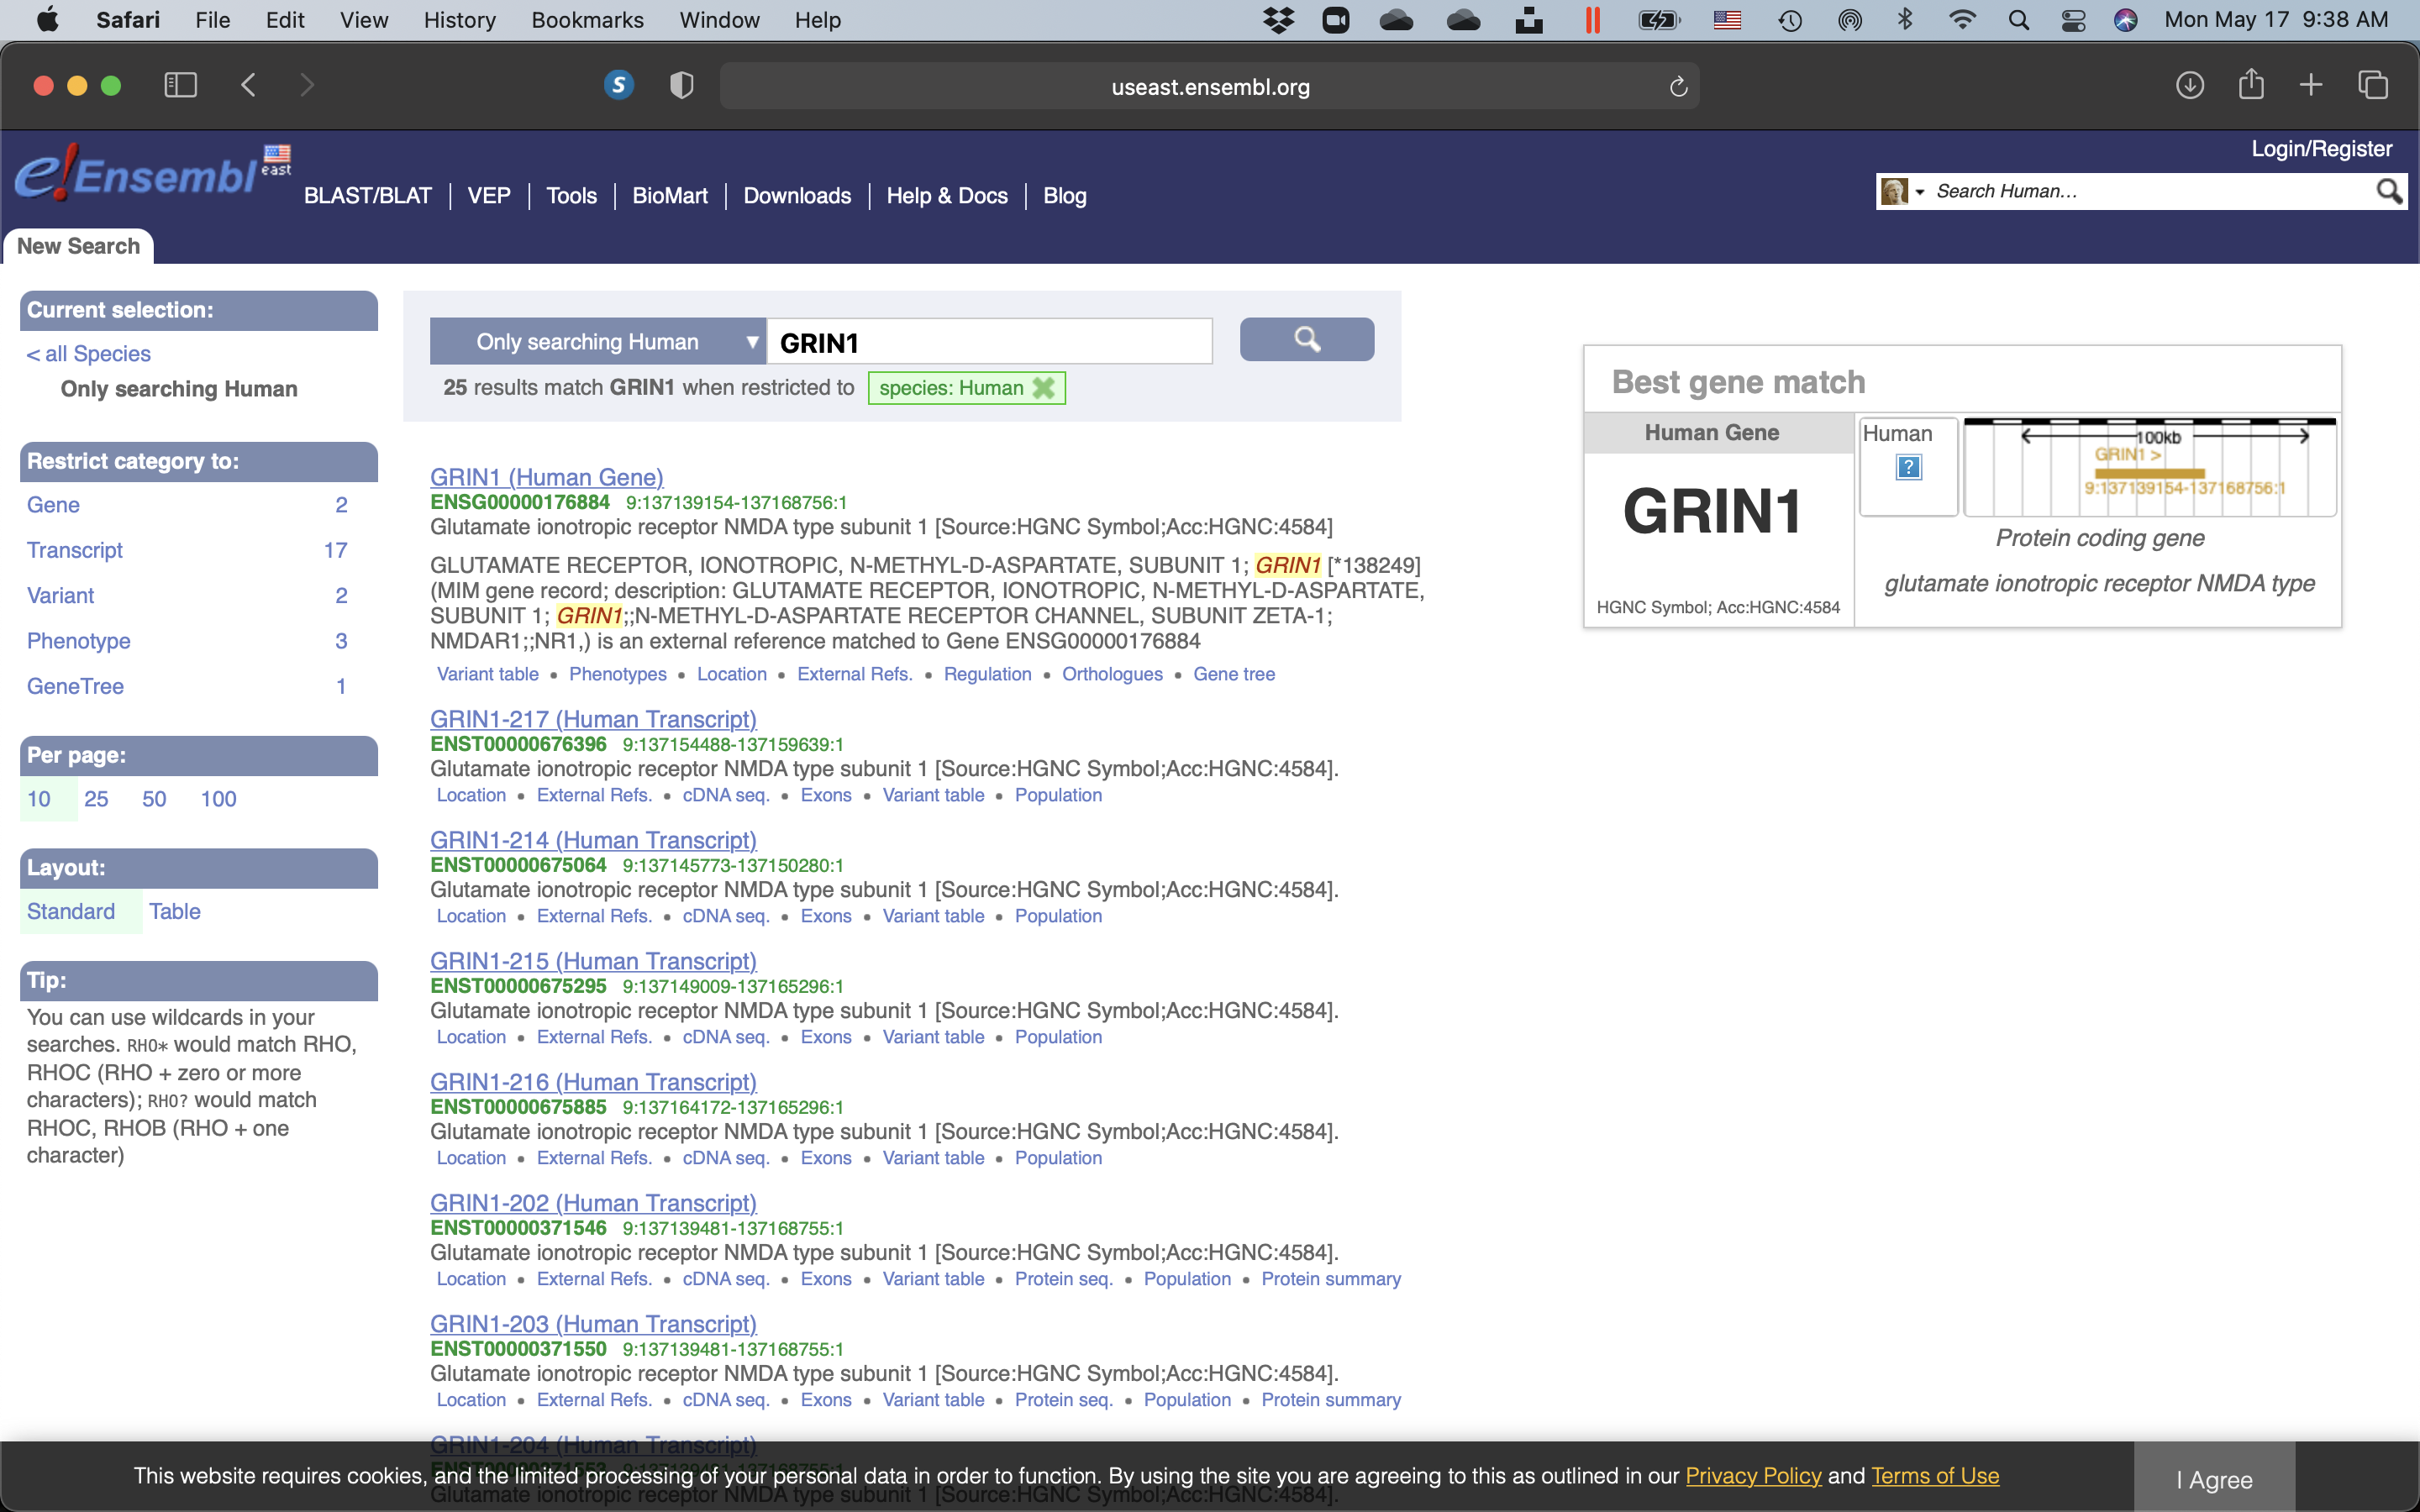 Safari File Edit View History Bookmarks Window Help Mon May 17 9:38 AM
useast.ensembl.org
Login/Register
e!Ensembl east
BLAST/BLAT VEP Tools BioMart Downloads Help & Docs Blog
Search Human...
New Search
Current selection:
< all Species
Only searching Human
Restrict category to:
Gene 2
Transcript 17
Variant 2
Phenotype 3
GeneTree 1
Per page:
10 25 50 100
Layout:
Standard Table
Tip:
You can use wildcards in your
searches. RHO* would match RHO,
RHOC (RHO + zero or more
characters); RHO? would match
RHOC, RHOB (RHO + one
character)
Only searching Human ▼ GRIN1
25 results match GRIN1 when restricted to species: Human
GRIN1 (Human Gene)
ENSG00000176884 9:137139154-137168756:1
Glutamate ionotropic receptor NMDA type subunit 1 [Source:HGNC Symbol;Acc:HGNC:4584]
GLUTAMATE RECEPTOR, IONOTROPIC, N-METHYL-D-ASPARTATE, SUBUNIT 1; GRIN1 [*138249]
(MIM gene record; description: GLUTAMATE RECEPTOR, IONOTROPIC, N-METHYL-D-ASPARTATE,
SUBUNIT 1; GRIN1;;N-METHYL-D-ASPARTATE RECEPTOR CHANNEL, SUBUNIT ZETA-1;
NMDAR1;;NR1,) is an external reference matched to Gene ENSG00000176884
Variant table • Phenotypes • Location • External Refs. • Regulation • Orthologues • Gene tree
GRIN1-217 (Human Transcript)
ENST00000676396 9:137154488-137159639:1
Glutamate ionotropic receptor NMDA type subunit 1 [Source:HGNC Symbol;Acc:HGNC:4584].
Location • External Refs. • cDNA seq. • Exons • Variant table • Population
GRIN1-214 (Human Transcript)
ENST00000675064 9:137145773-137150280:1
Glutamate ionotropic receptor NMDA type subunit 1 [Source:HGNC Symbol;Acc:HGNC:4584].
Location • External Refs. • cDNA seq. • Exons • Variant table • Population
GRIN1-215 (Human Transcript)
ENST00000675295 9:137149009-137165296:1
Glutamate ionotropic receptor NMDA type subunit 1 [Source:HGNC Symbol;Acc:HGNC:4584].
Location • External Refs. • cDNA seq. • Exons • Variant table • Population
GRIN1-216 (Human Transcript)
ENST00000675885 9:137164172-137165296:1
Glutamate ionotropic receptor NMDA type subunit 1 [Source:HGNC Symbol;Acc:HGNC:4584].
Location • External Refs. • cDNA seq. • Exons • Variant table • Population
GRIN1-202 (Human Transcript)
ENST00000371546 9:137139481-137168755:1
Glutamate ionotropic receptor NMDA type subunit 1 [Source:HGNC Symbol;Acc:HGNC:4584].
Location • External Refs. • cDNA seq. • Exons • Variant table • Protein seq. • Population • Protein summary
GRIN1-203 (Human Transcript)
ENST00000371550 9:137139481-137168755:1
Glutamate ionotropic receptor NMDA type subunit 1 [Source:HGNC Symbol;Acc:HGNC:4584].
Location • External Refs. • cDNA seq. • Exons • Variant table • Protein seq. • Population • Protein summary
GRIN1-204 (Human Transcript)
Glutamate ionotropic receptor NMDA type subunit 1 [Source:HGNC Symbol;Acc:HGNC:4584].
Best gene match
Human Gene
GRIN1
HGNC Symbol; Acc:HGNC:4584
Human
?
100kb
GRIN1 >
9:137139154-137168756:1
Protein coding gene
glutamate ionotropic receptor NMDA type
This website requires cookies, and the limited processing of your personal data in order to function. By using the site you are agreeing to this as outlined in our Privacy Policy and Terms of Use
I Agree